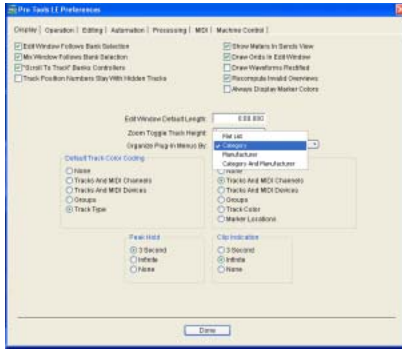 Pro Tools LE Preferences
Display | Operation | Editing | Automation | Processing | MIDI | Machine Control |
Edit Window Follows Bank Selection
Mix Window Follows Bank Selection
"Scroll To Track" Banks Controllers
Track Position Numbers Stay With Hidden Tracks
Show Meters In Sends View
Draw Grids In Edit Window
Draw Waveforms Rectified
Recompute Invalid Overviews
Always Display Marker Colors
Edit Window Default Length:
Zoom Toggle Track Height:
Organize Plug-in Menus By:
Flat List
Category
Manufacturer
Category And Manufacturer
Default Track Color Coding
None
Tracks And MIDI Channels
Tracks And MIDI Devices
Groups
Track Type
None
Tracks And MIDI Channels
Tracks And MIDI Devices
Groups
Track Color
Marker Locations
Peak Hold
3 Second
Infinite
None
Clip Indication
3 Second
Infinite
None
Done